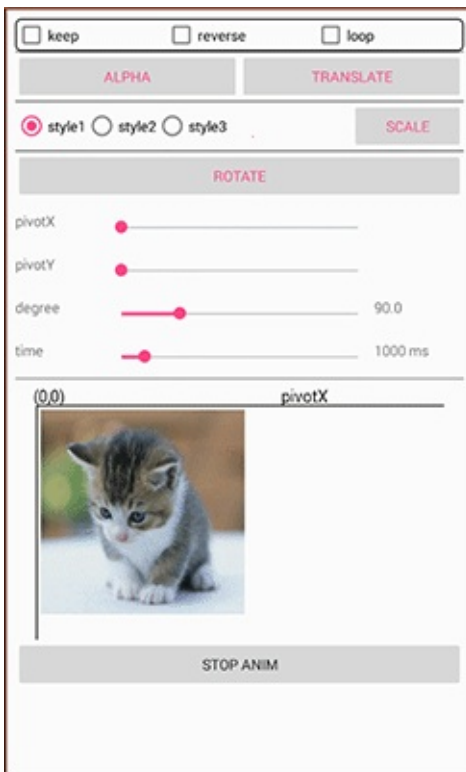 keep reverse loop
ALPHA TRANSLATE
style1 style2 style3 SCALE
ROTATE
pivotX
pivotY
degree 90.0
time 1000 ms
(0,0) pivotX
STOP ANIM